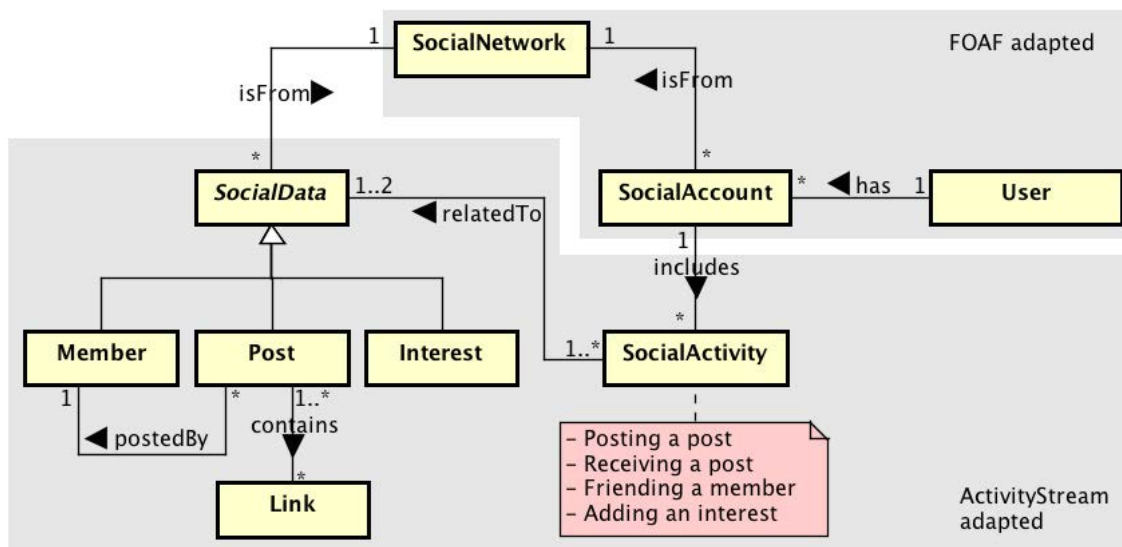 1 SocialNetwork 1
FOAF adapted
isFrom
isFrom
*
*
SocialData
1..2
relatedTo
SocialAccount
*
has
1
User
1
includes
*
Member
Post
Interest
1..*
SocialActivity
1
*
1..*
postedBy
contains
*
Link
- Posting a post
- Receiving a post
- Friending a member
- Adding an interest
ActivityStream
adapted